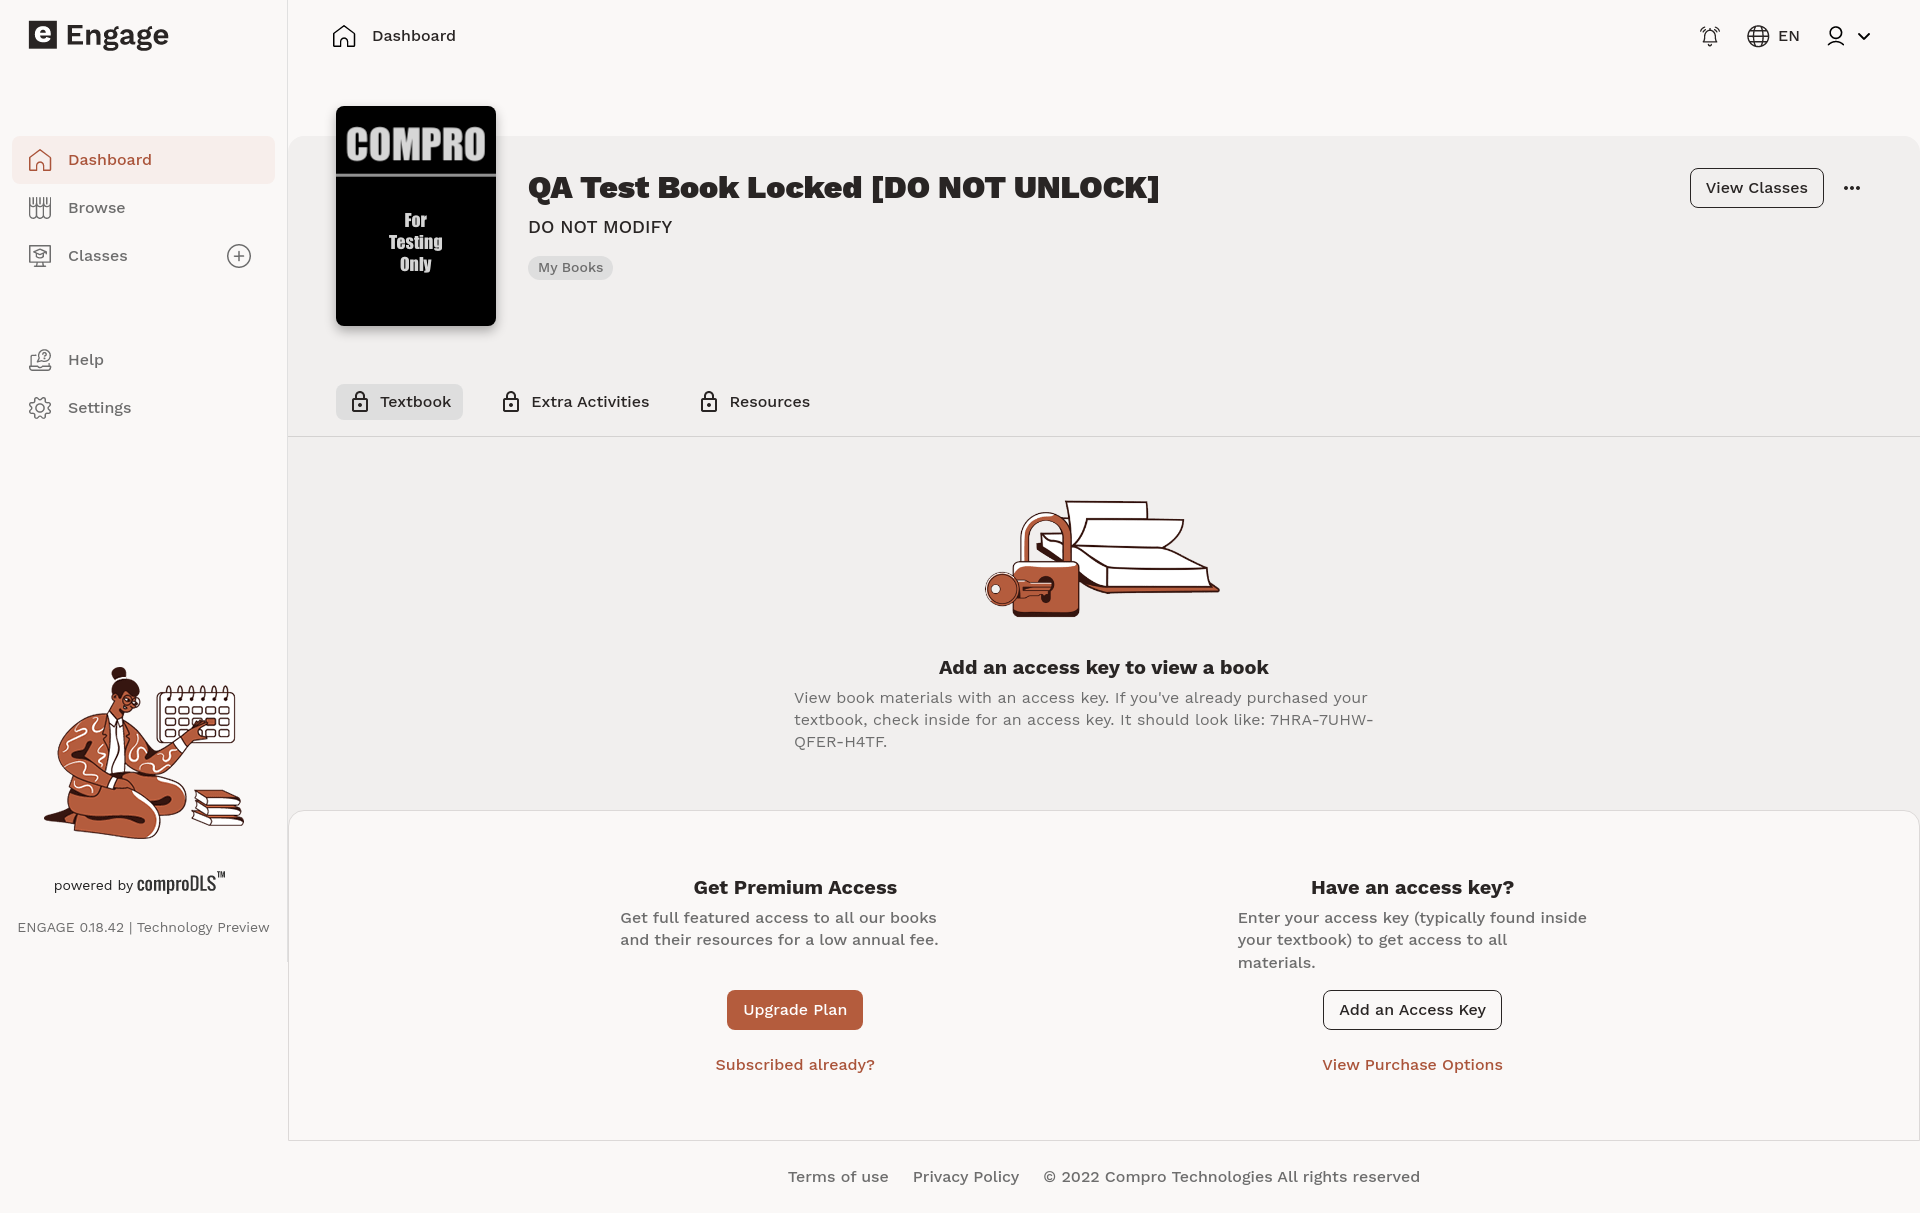 e Engage
Dashboard
EN
Dashboard
Browse
Classes
Help
Settings
powered by comproDLS™
ENGAGE 0.18.42 | Technology Preview
COMPRO
For
Testing
Only
QA Test Book Locked [DO NOT UNLOCK]
DO NOT MODIFY
My Books
View Classes
Textbook
Extra Activities
Resources
Add an access key to view a book
View book materials with an access key. If you've already purchased your
textbook, check inside for an access key. It should look like: 7HRA-7UHW-
QFER-H4TF.
Get Premium Access
Get full featured access to all our books
and their resources for a low annual fee.
Upgrade Plan
Subscribed already?
Have an access key?
Enter your access key (typically found inside
your textbook) to get access to all
materials.
Add an Access Key
View Purchase Options
Terms of use Privacy Policy © 2022 Compro Technologies All rights reserved